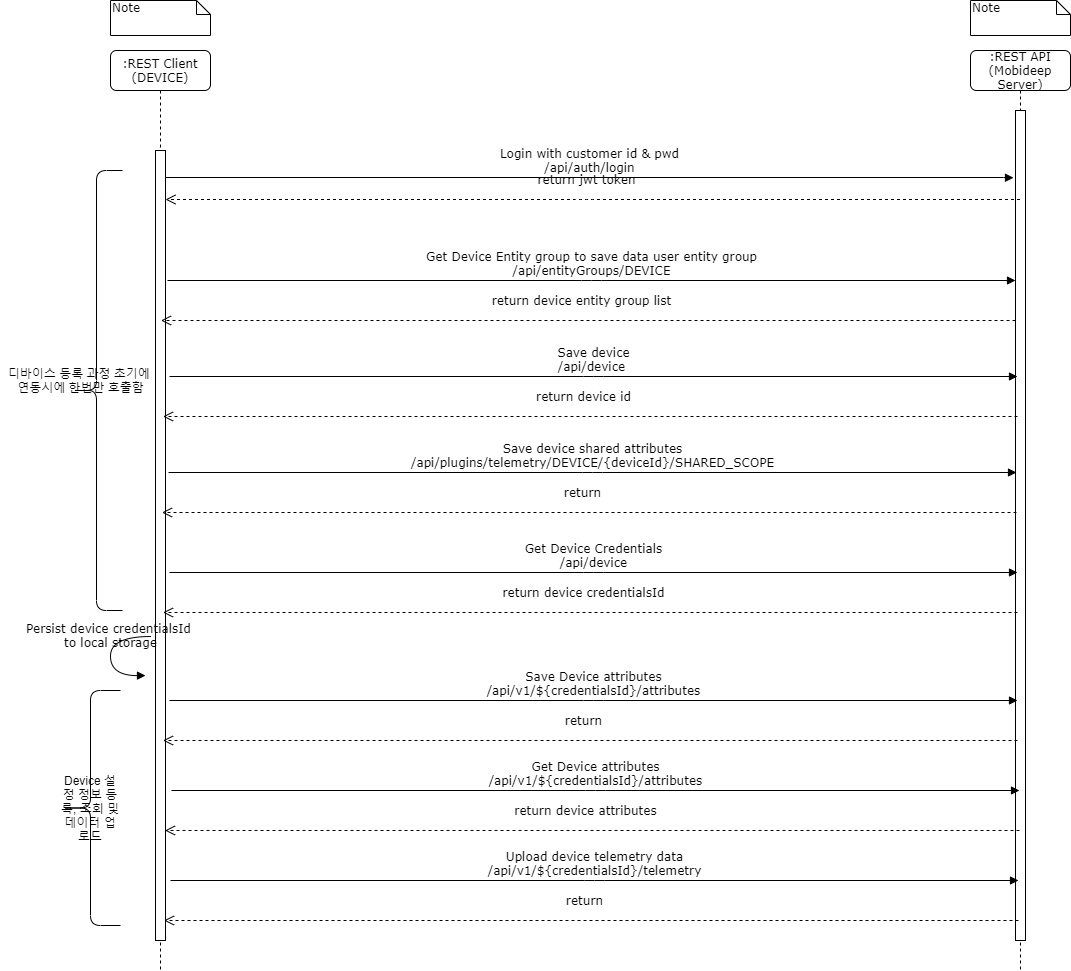 Note
Note
:REST Client
(DEVICE)
:REST API
(Mobideep
Server)
Login with customer id & pwd
/api/auth/login
return jwt token
Get Device Entity group to save data user entity group
/api/entityGroups/DEVICE
return device entity group list
Save device
/api/device
디바이스 등록 과정 초기에
연동시에 한번만 호출함
return device id
Save device shared attributes
/api/plugins/telemetry/DEVICE/{deviceId}/SHARED_SCOPE
return
Get Device Credentials
/api/device
return device credentialsId
Persist device credentialsId
to local storage
Save Device attributes
/api/v1/${credentialsId}/attributes
return
Get Device attributes
/api/v1/${credentialsId}/attributes
Device 설
정 정보 등
록, 조회 및
데이터 업
로드
return device attributes
Upload device telemetry data
/api/v1/${credentialsId}/telemetry
return